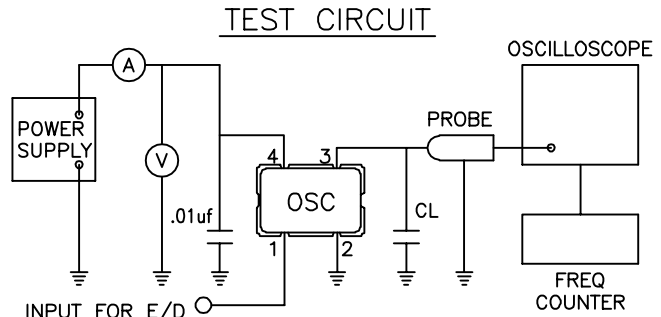 TEST CIRCUIT
OSCILLOSCOPE
A
POWER
SUPPLY
V
PROBE
4
3
OSC
.01uf
CL
1
2
INPUT FOR E/D
FREQ
COUNTER